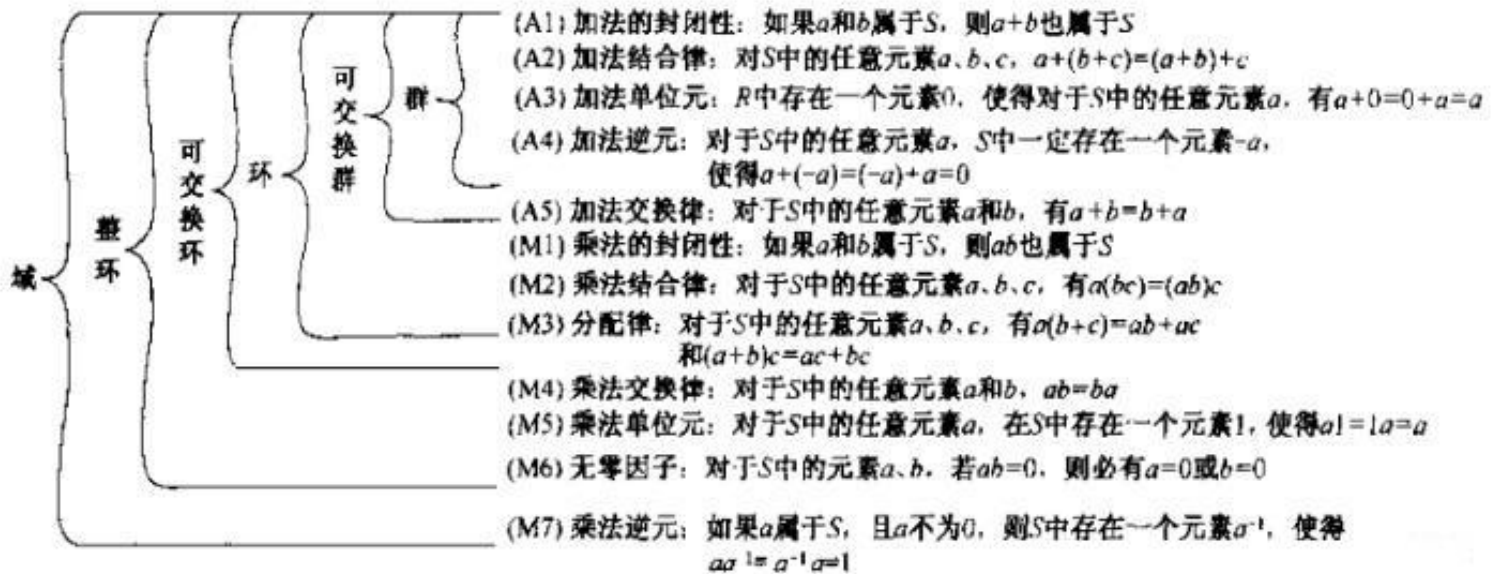 (A1) 加法的封闭性：如果a和b属于S，则a+b也属于S
(A2) 加法结合律：对S中的任意元素a、b、c，a+(b+c)=(a+b)+c
(A3) 加法单位元：R中存在一个元素0，使得对于S中的任意元素a，有a+0=0+a=a
(A4) 加法逆元：对于S中的任意元素a，S中一定存在一个元素-a，
使得a+(-a)=(-a)+a=0
(A5) 加法交换律：对于S中的任意元素a和b，有a+b=b+a
(M1) 乘法的封闭性：如果a和b属于S，则ab也属于S
(M2) 乘法结合律：对于S中的任意元素a、b、c，有a(bc)=(ab)c
(M3) 分配律：对于S中的任意元素a、b、c，有a(b+c)=ab+ac
和(a+b)c=ac+bc
(M4) 乘法交换律：对于S中的任意元素a和b，ab=ba
(M5) 乘法单位元：对于S中的任意元素a，在S中存在一个元素1，使得a1=1a=a
(M6) 无零因子：对于S中的元素a、b，若ab=0，则必有a=0或b=0
(M7) 乘法逆元：如果a属于S，且a不为0，则S中存在一个元素a⁻¹，使得
aa⁻¹=a⁻¹a=1
群
可交换群
环
可交换环
整环
域